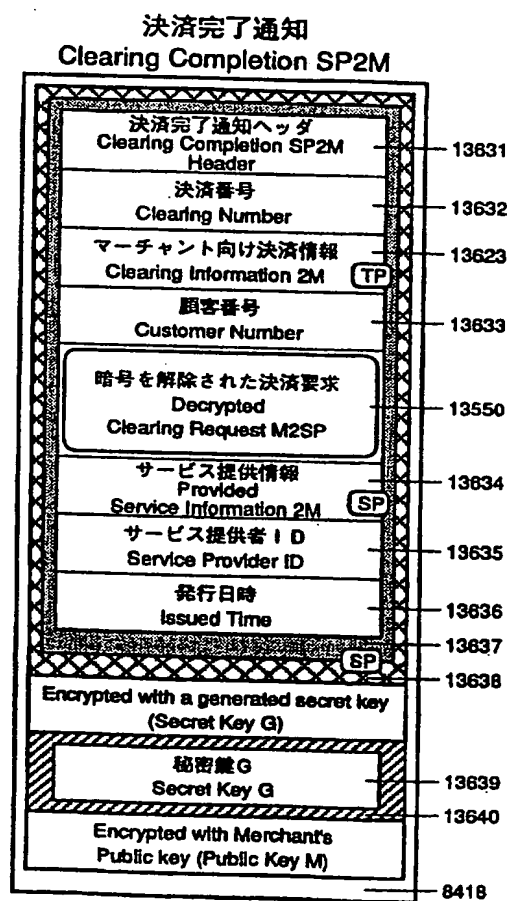 決済完了通知
Clearing Completion SP2M
決済完了通知ヘッダ
Clearing Completion SP2M
Header
13631
決済番号
Clearing Number
13632
マーチャント向け決済情報
Clearing Information 2M
TP
13623
顧客番号
Customer Number
13633
暗号を解除された決済要求
Decrypted
Clearing Request M2SP
13550
サービス提供情報
Provided
Service Information 2M
SP
13634
サービス提供者ID
Service Provider ID
13635
発行日時
Issued Time
13636
13637
SP
13638
Encrypted with a generated secret key
(Secret Key G)
秘密鍵G
Secret Key G
13639
13640
Encrypted with Merchant's
Public key (Public Key M)
8418